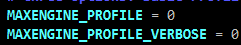 MAXENGINE_PROFILE = 0
MAXENGINE_PROFILE_VERBOSE = 0